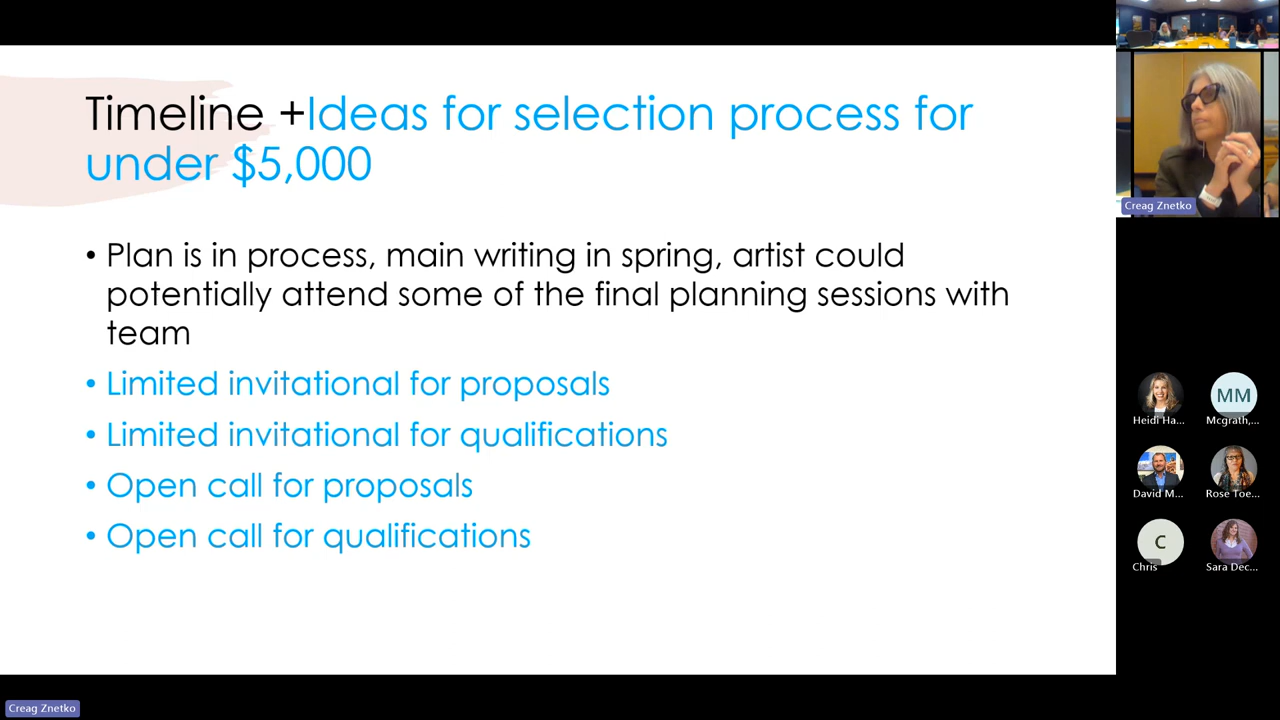 Timeline +Ideas for selection process for
under $5,000
• Plan is in process, main writing in spring, artist could
potentially attend some of the final planning sessions with
team
• Limited invitational for proposals
• Limited invitational for qualifications
• Open call for proposals
• Open call for qualifications
Creag Znetko
Heidi Ha...
MM
Mcgrath,...
David M...
Rose Toe...
C
Chris
Sara Dec...
Creag Znetko